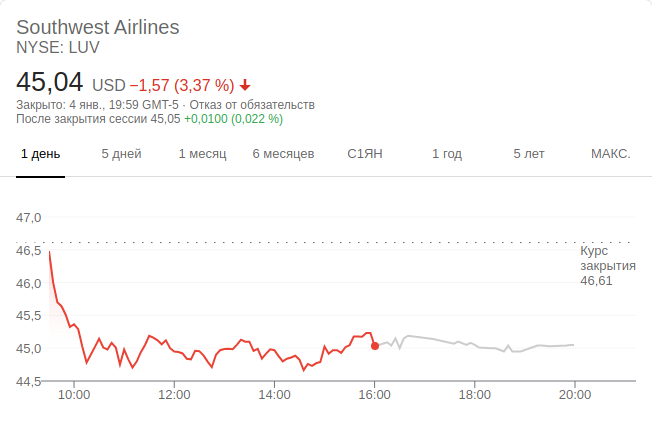 Southwest Airlines
NYSE: LUV
45,04 USD −1,57 (3,37 %)
Закрыто: 4 янв., 19:59 GMT-5 · Отказ от обязательств
После закрытия сессии 45,05 +0,0100 (0,022 %)
1 день 5 дней 1 месяц 6 месяцев С1ЯН 1 год 5 лет МАКС.
47,0
46,5
Курс
закрытия
46,61
46,0
45,5
45,0
44,5
10:00 12:00 14:00 16:00 18:00 20:00